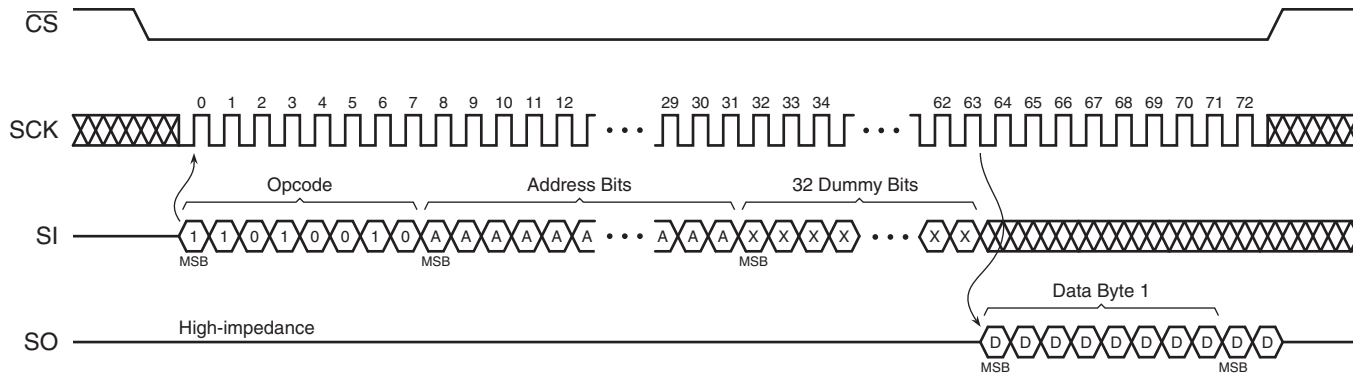 CS
0 1 2 3 4 5 6 7 8 9 10 11 12 29 30 31 32 33 34 62 63 64 65 66 67 68 69 70 71 72
SCK
Opcode Address Bits 32 Dummy Bits
SI 1 1 0 1 0 0 1 0 A A A A A A A A A X X X X X X
MSB MSB MSB
Data Byte 1
High-impedance
SO D D D D D D D D D D
MSB MSB